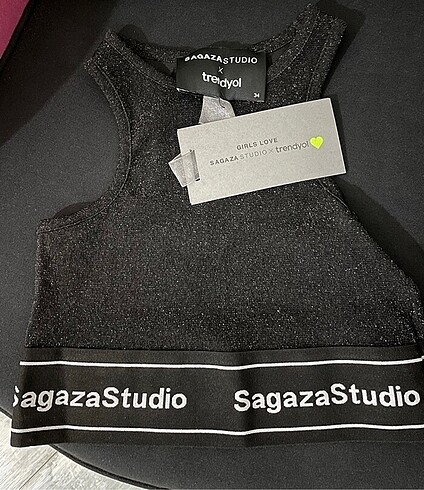 SAGAZASTUDIO
X
trendyol
34
GIRLS LOVE
SAGAZASTUDIO X trendyol
SagazaStudio SagazaStudio